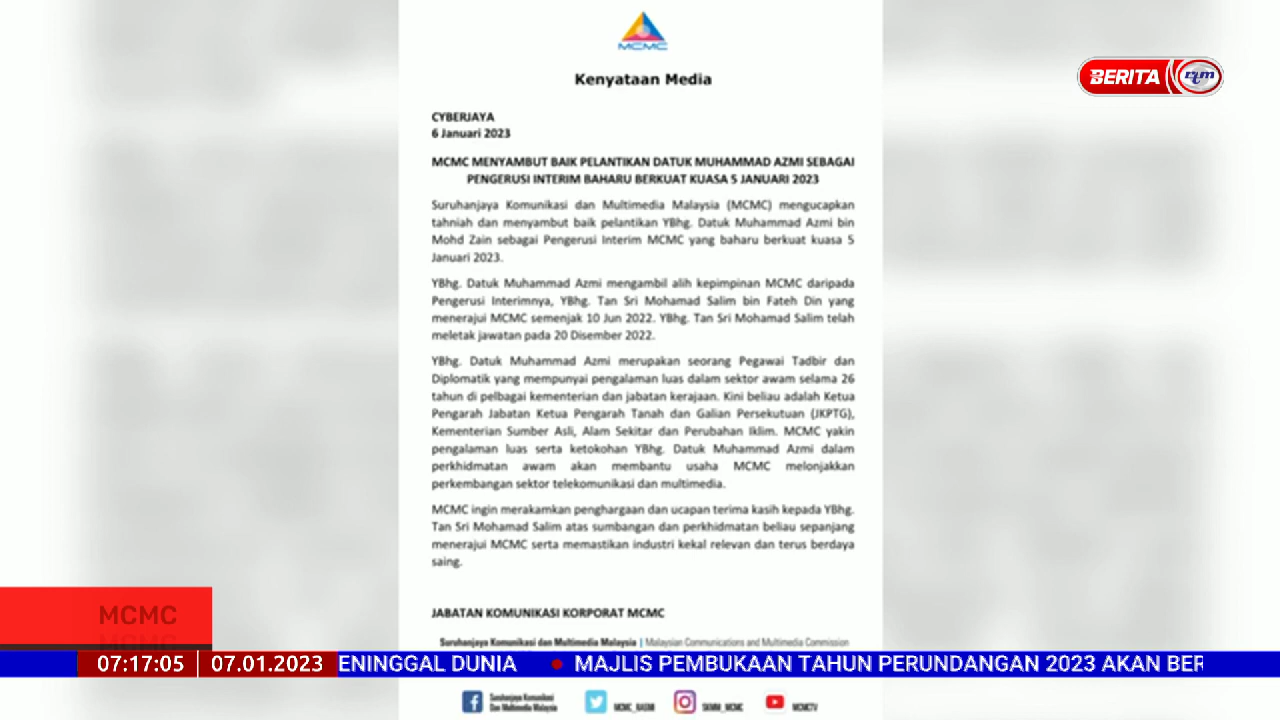 MCMC
Kenyataan Media
BERITA rtm
CYBERJAYA
6 Januari 2023
MCMC MENYAMBUT BAIK PELANTIKAN DATUK MUHAMMAD AZMI SEBAGAI
PENGERUSI INTERIM BAHARU BERKUAT KUASA 5 JANUARI 2023
Suruhanjaya Komunikasi dan Multimedia Malaysia (MCMC) mengucapkan
tahniah dan menyambut baik pelantikan YBhg. Datuk Muhammad Azmi bin
Mohd Zain sebagai Pengerusi Interim MCMC yang baharu berkuat kuasa 5
Januari 2023.
YBhg. Datuk Muhammad Azmi mengambil alih kepimpinan MCMC daripada
Pengerusi Interimnya, YBhg. Tan Sri Mohamad Salim bin Fateh Din yang
menerajui MCMC semenjak 10 Jun 2022. YBhg. Tan Sri Mohamad Salim telah
meletak jawatan pada 20 Disember 2022.
YBhg. Datuk Muhammad Azmi merupakan seorang Pegawai Tadbir dan
Diplomatik yang mempunyai pengalaman luas dalam sektor awam selama 26
tahun di pelbagai kementerian dan jabatan kerajaan. Kini beliau adalah Ketua
Pengarah Jabatan Ketua Pengarah Tanah dan Galian Persekutuan (JKPTG),
Kementerian Sumber Asli, Alam Sekitar dan Perubahan Iklim. MCMC yakin
pengalaman luas serta ketokohan YBhg. Datuk Muhammad Azmi dalam
perkhidmatan awam akan membantu usaha MCMC melonjakkan
perkembangan sektor telekomunikasi dan multimedia.
MCMC ingin merakamkan penghargaan dan ucapan terima kasih kepada YBhg.
Tan Sri Mohamad Salim atas sumbangan dan perkhidmatan beliau sepanjang
menerajui MCMC serta memastikan industri kekal relevan dan terus berdaya
saing.
JABATAN KOMUNIKASI KORPORAT MCMC
Suruhanjaya Komunikasi dan Multimedia Malaysia | Malaysian Communications and Multimedia Commission
MCMC
07:17:05 07.01.2023 ENINGGAL DUNIA • MAJLIS PEMBUKAAN TAHUN PERUNDANGAN 2023 AKAN BER
Suruhanjaya Komunikasi
Dan Multimedia Malaysia
MCMC_RASMI
SKMM_MCMC
MCMCTV